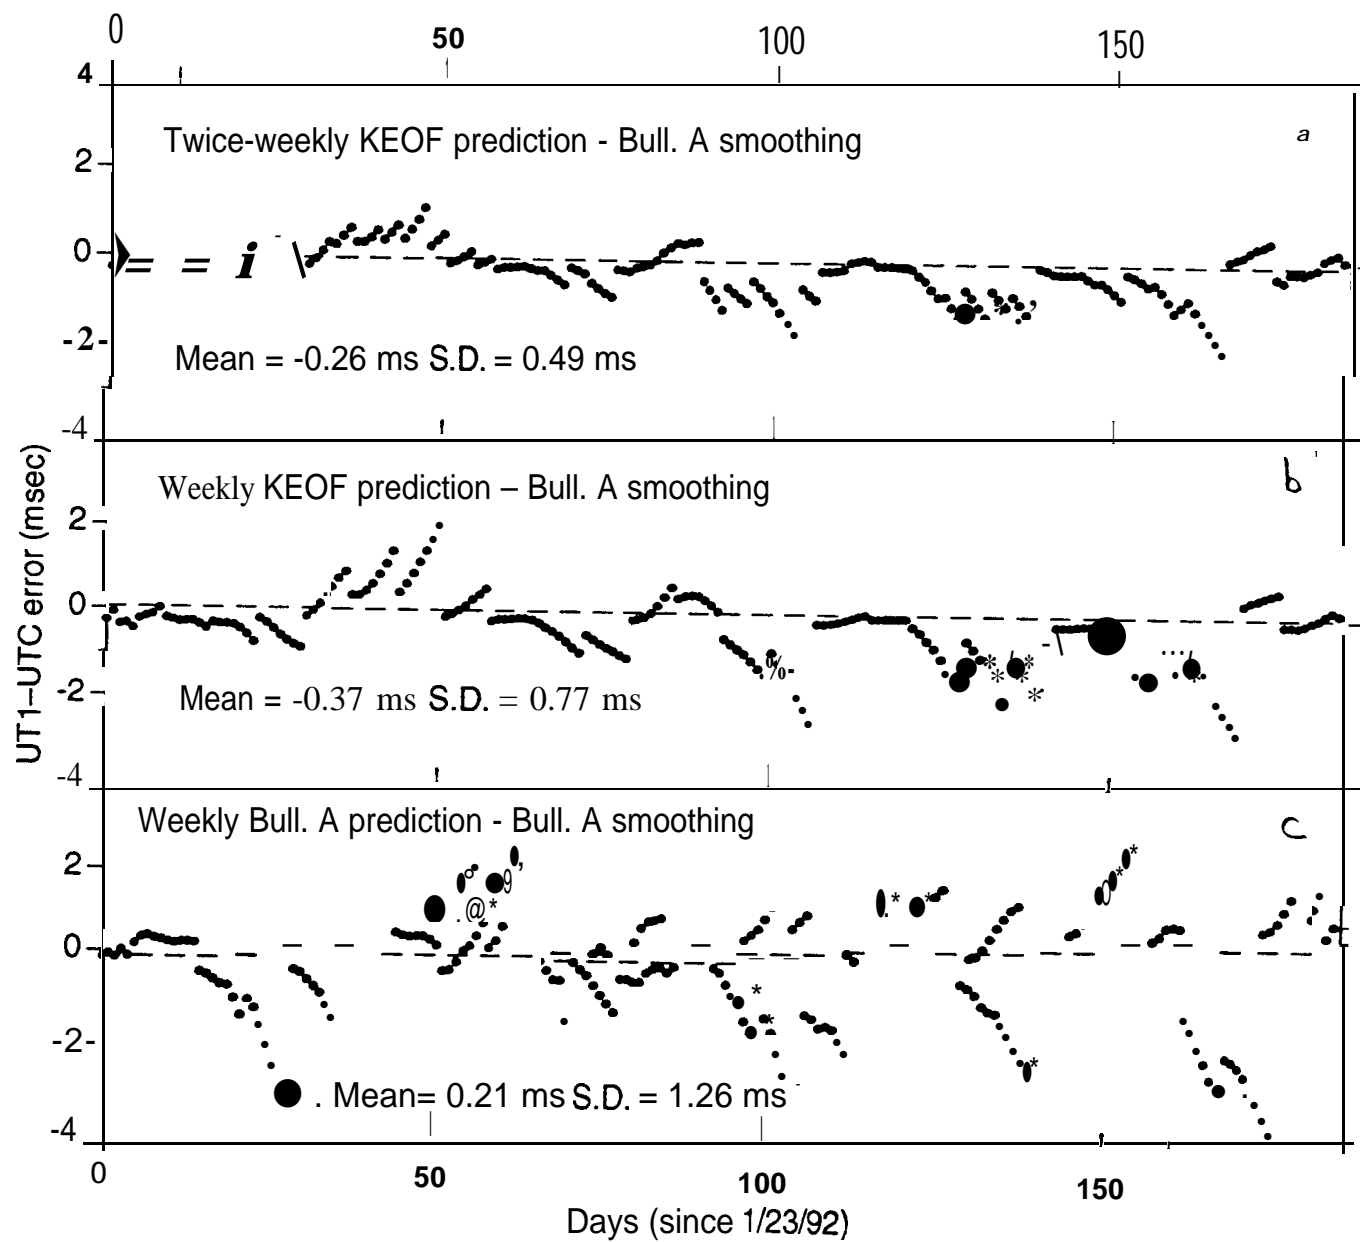 0 50 100 150
4
Twice-weekly KEOF prediction - Bull. A smoothing
a
2
0
-2-
Mean = -0.26 ms S.D. = 0.49 ms
-4
Weekly KEOF prediction – Bull. A smoothing
b
2
0
-2
Mean = -0.37 ms S.D. = 0.77 ms
-4
UT1–UTC error (msec)
Weekly Bull. A prediction - Bull. A smoothing
c
2
0
-2-
. Mean= 0.21 ms S.D. = 1.26 ms
-4
0 50 100 150
Days (since 1/23/92)